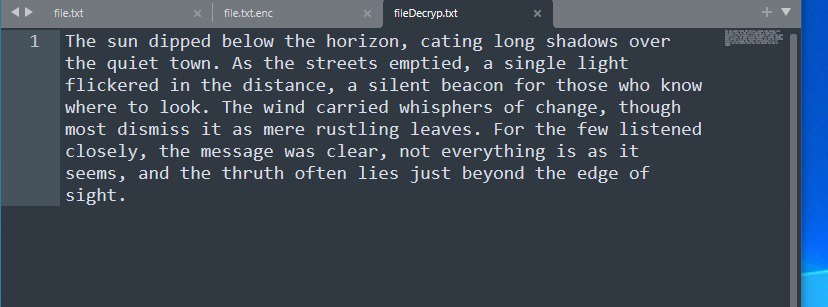 file.txt
file.txt.enc
fileDecryp.txt
1
The sun dipped below the horizon, cating long shadows over
the quiet town. As the streets emptied, a single light
flickered in the distance, a silent beacon for those who know
where to look. The wind carried whisphers of change, though
most dismiss it as mere rustling leaves. For the few listened
closely, the message was clear, not everything is as it
seems, and the thruth often lies just beyond the edge of
sight.